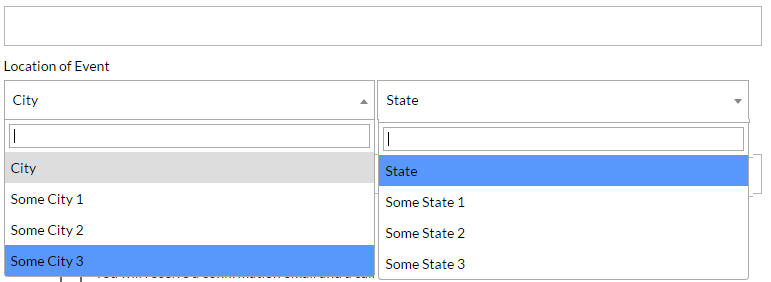 Location of Event
City
State
City
State
Some City 1
Some State 1
Some City 2
Some State 2
Some City 3
Some State 3